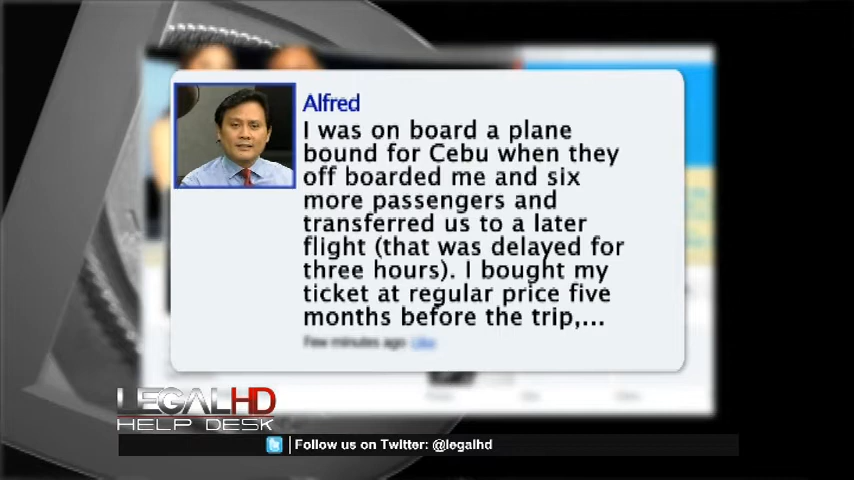 Alfred
I was on board a plane
bound for Cebu when they
off boarded me and six
more passengers and
transferred us to a later
flight (that was delayed for
three hours). I bought my
ticket at regular price five
months before the trip,...
Few minutes ago Like
LEGALHD
HELP DESK
Follow us on Twitter: @legalhd